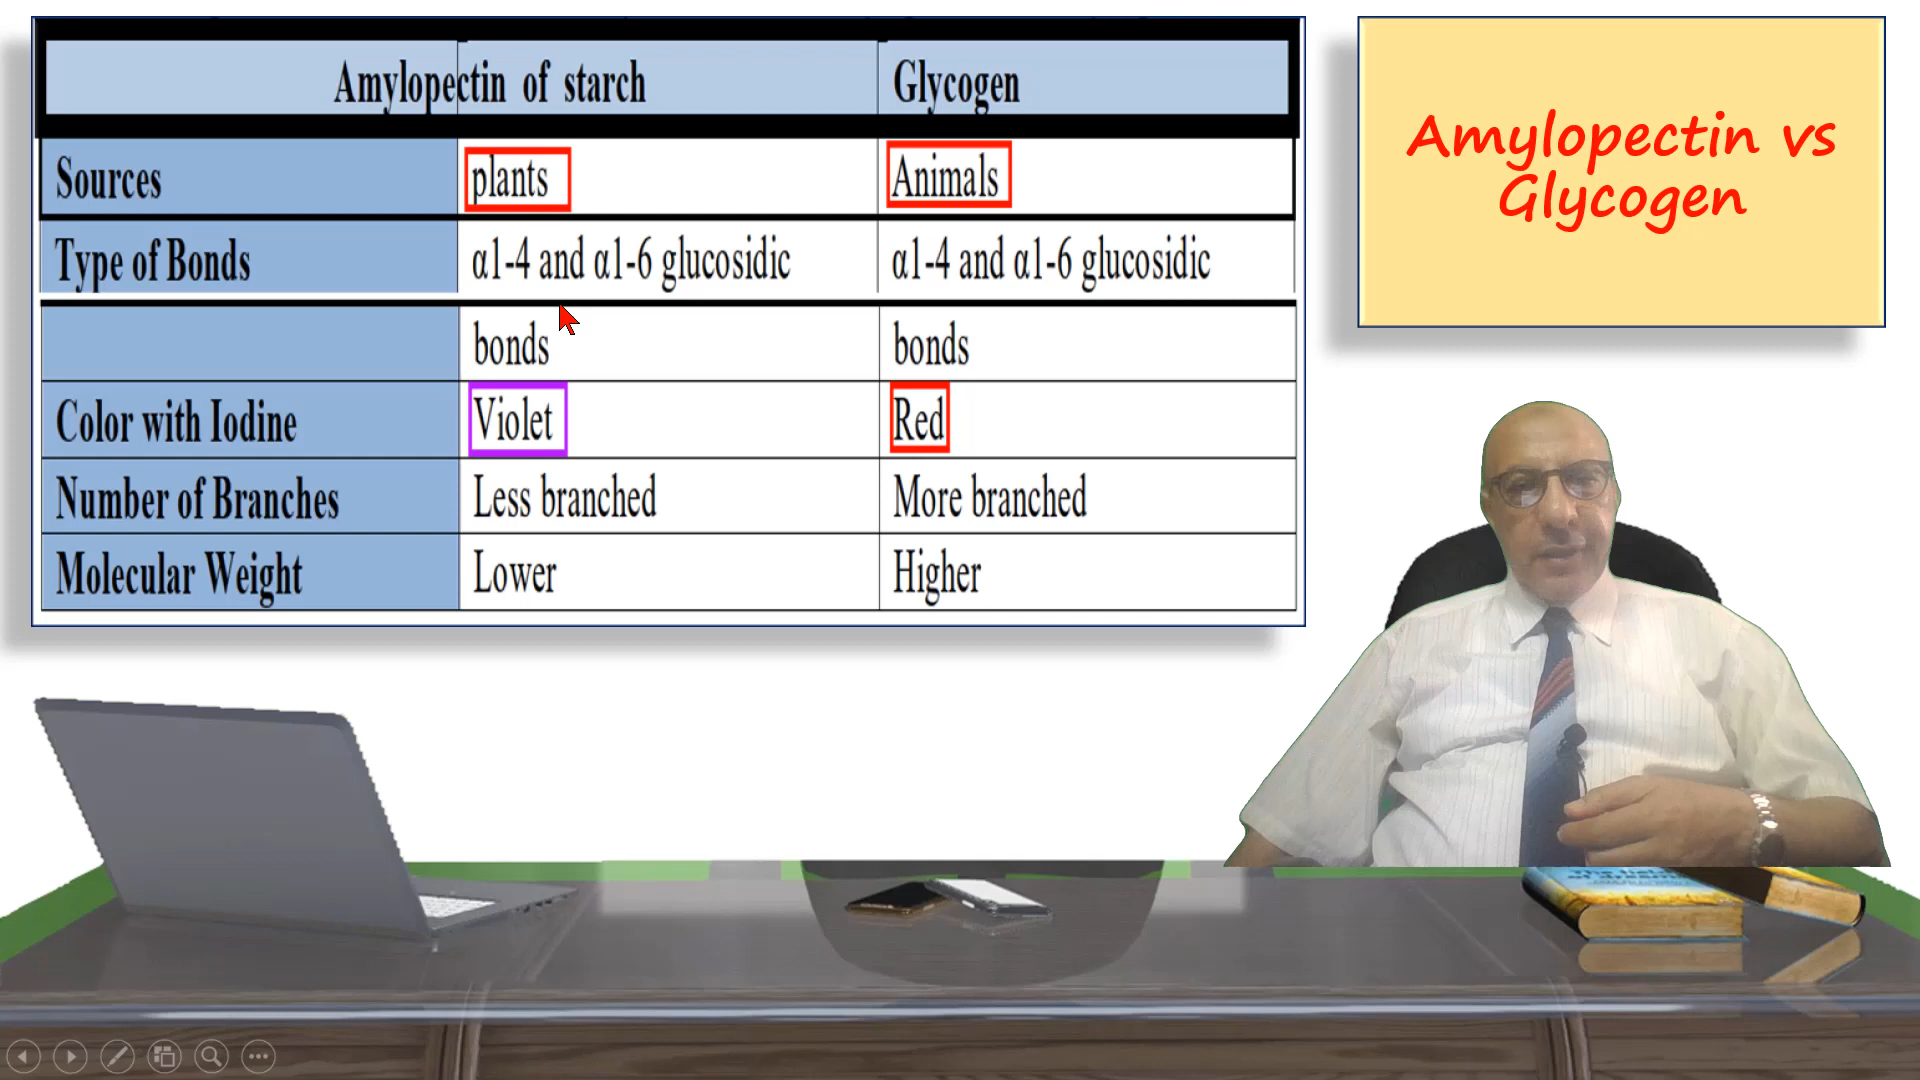 Amylopectin of starch Glycogen
Sources plants Animals
Type of Bonds α1-4 and α1-6 glucosidic α1-4 and α1-6 glucosidic
bonds bonds
Color with Iodine Violet Red
Number of Branches Less branched More branched
Molecular Weight Lower Higher
Amylopectin vs
Glycogen